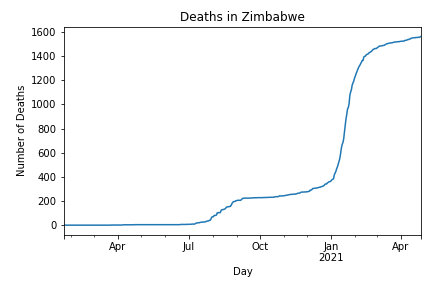 Deaths in Zimbabwe
Number of Deaths
1600
1400
1200
1000
800
600
400
200
0
Apr
Jul
Oct
Jan
2021
Apr
Day